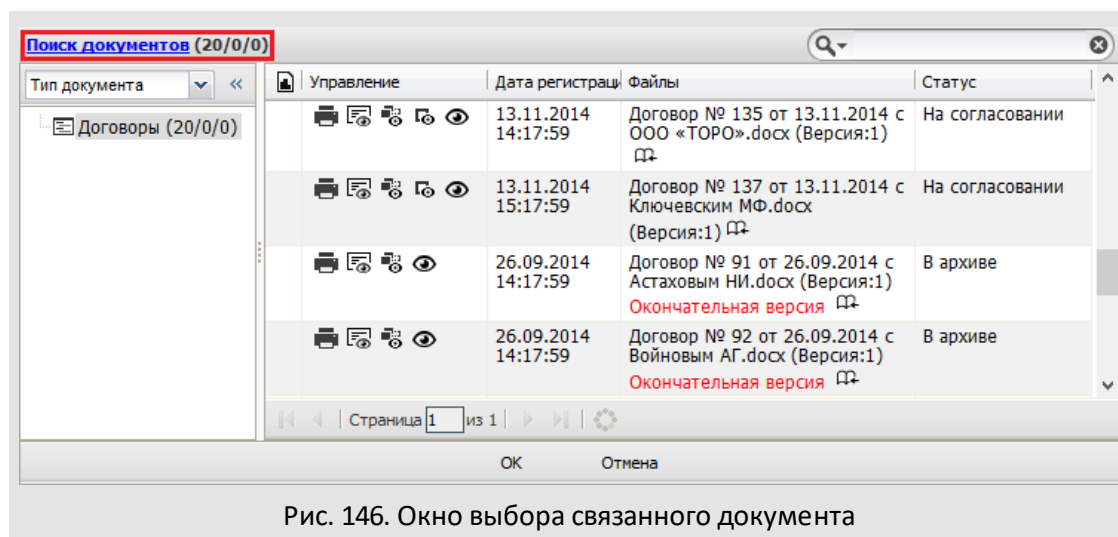 Поиск документов (20/0/0)
Тип документа
Договоры (20/0/0)
Управление Дата регистраци Файлы Статус
13.11.2014 Договор № 135 от 13.11.2014 с На согласовании
14:17:59 ООО «ТОРО».docx (Версия:1)
13.11.2014 Договор № 137 от 13.11.2014 с На согласовании
15:17:59 Ключевским МФ.docx
(Версия:1)
26.09.2014 Договор № 91 от 26.09.2014 с В архиве
14:17:59 Астаховым НИ.docx (Версия:1)
Окончательная версия
26.09.2014 Договор № 92 от 26.09.2014 с В архиве
14:17:59 Войновым АГ.docx (Версия:1)
Окончательная версия
Страница 1 из 1
ОК Отмена
Рис. 146. Окно выбора связанного документа